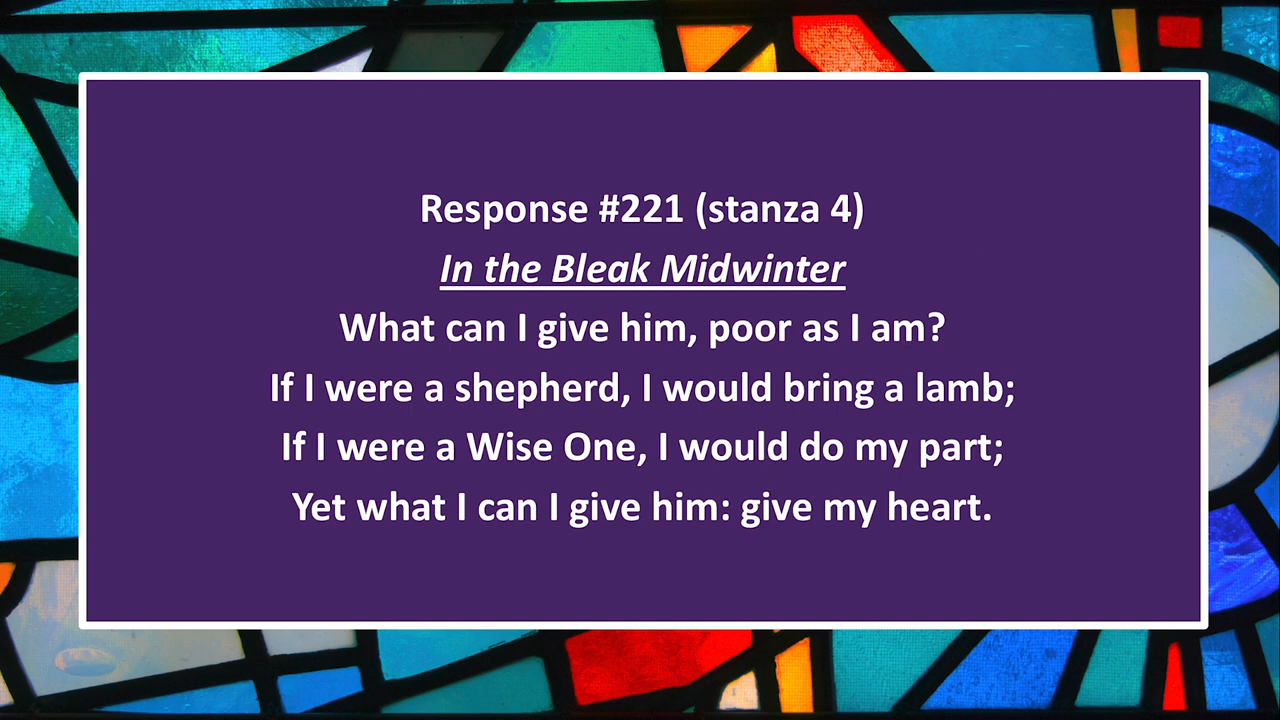 Response #221 (stanza 4)
In the Bleak Midwinter
What can I give him, poor as I am?
If I were a shepherd, I would bring a lamb;
If I were a Wise One, I would do my part;
Yet what I can I give him: give my heart.